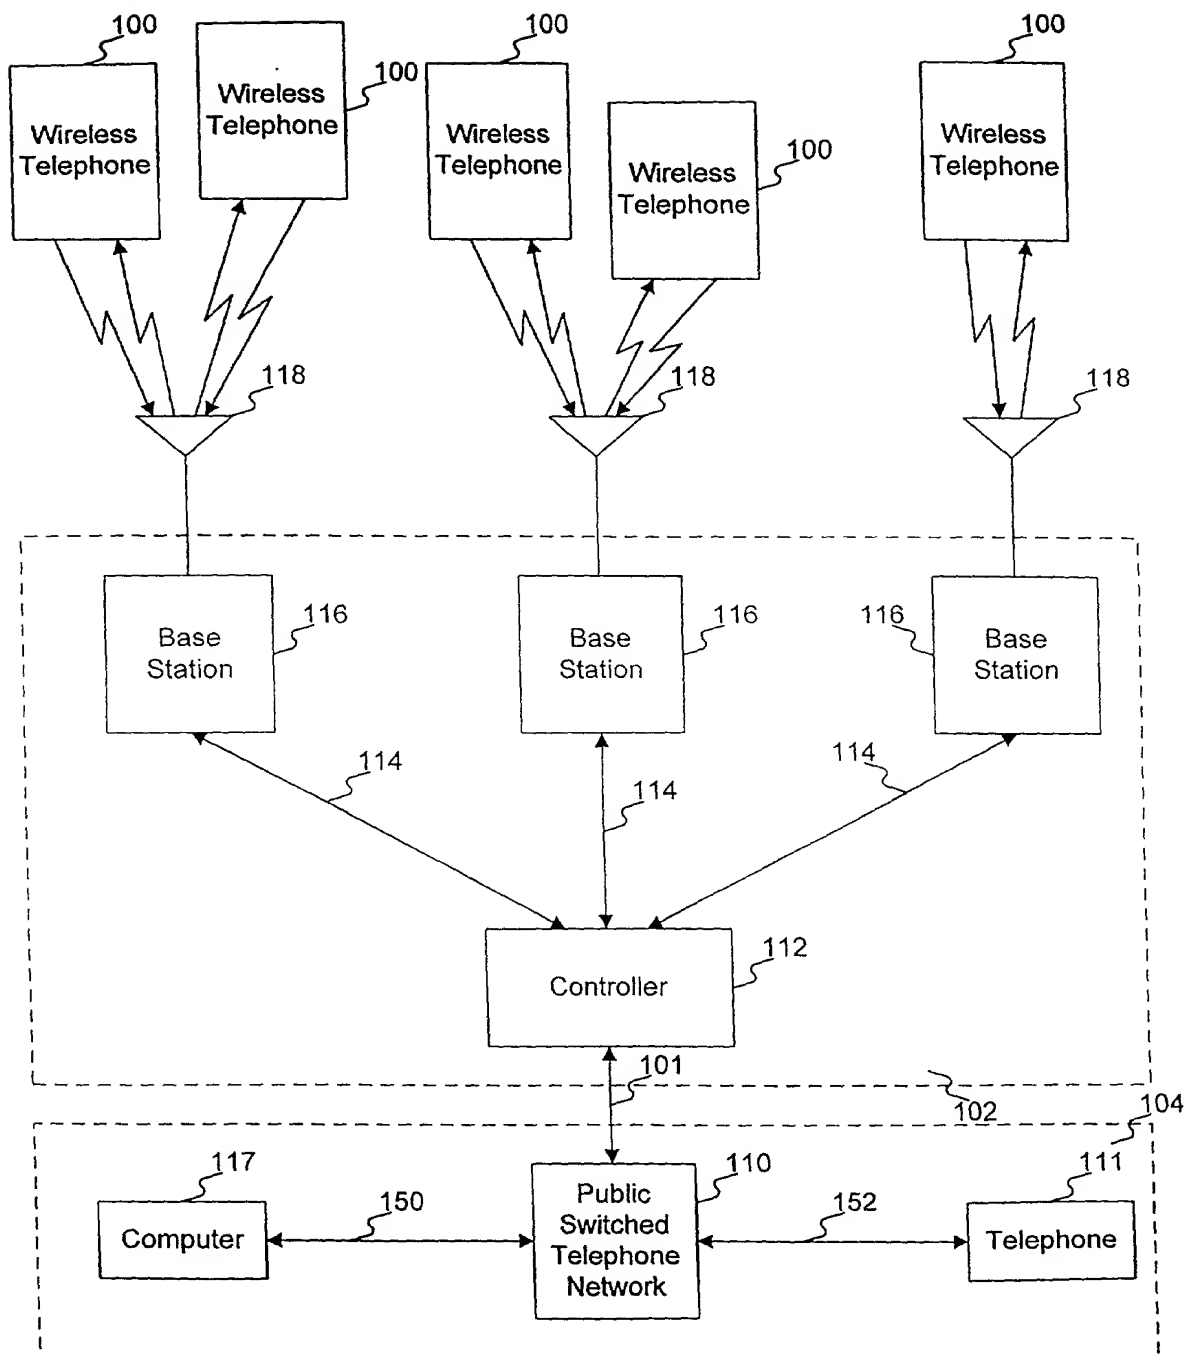 100
100
Wireless
Telephone
100
Wireless
Telephone
100
Wireless
Telephone
100
Wireless
Telephone
Wireless
Telephone
118
118
118
Base
Station
116
Base
Station
116
116
Base
Station
114
114
114
Controller
112
101
102
104
117
Computer
150
110
Public
Switched
Telephone
Network
152
111
Telephone